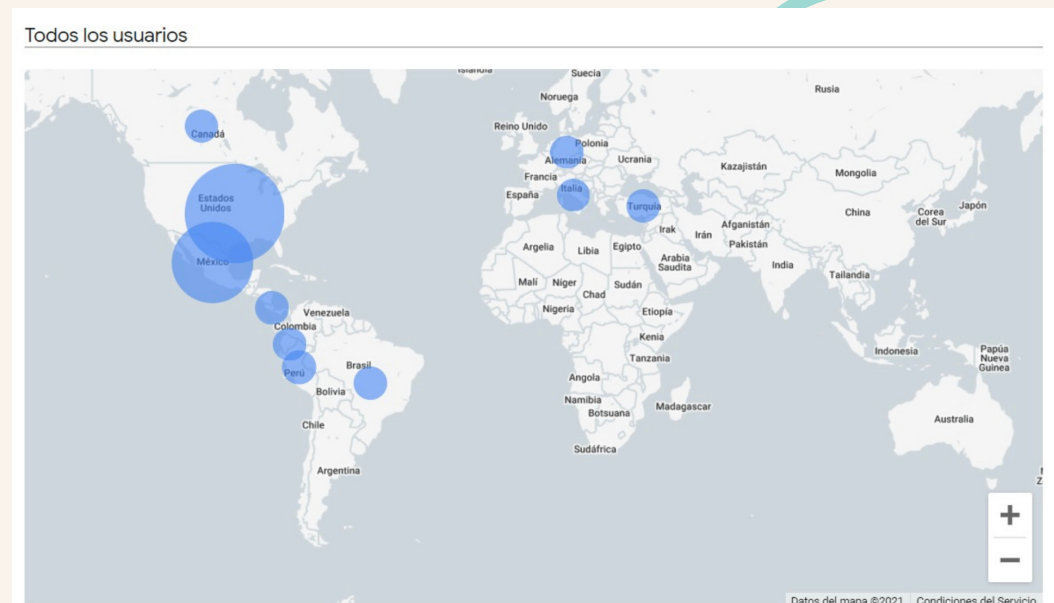 Todos los usuarios
Islandia
Suecia
Rusia
Noruega
Reino Unido
Canadá
Polonia
Alemania
Ucrania
Kazajistán
Mongolia
Francia
Italia
España
Estados
Unidos
Turquía
China
Corea
del Sur
Japón
Afganistán
Irak
Irán
Pakistán
Argelia
Libia
Egipto
Arabia
Saudita
México
India
Tailandia
Malí
Níger
Chad
Sudán
Venezuela
Nigeria
Etiopía
Colombia
Kenia
Indonesia
Papúa
Nueva
Guinea
Perú
Brasil
Tanzania
Angola
Bolivia
Namibia
Botsuana
Madagascar
Chile
Australia
Sudáfrica
Argentina
Z
+
−
Datos del mapa ©2021
Condiciones del Servicio